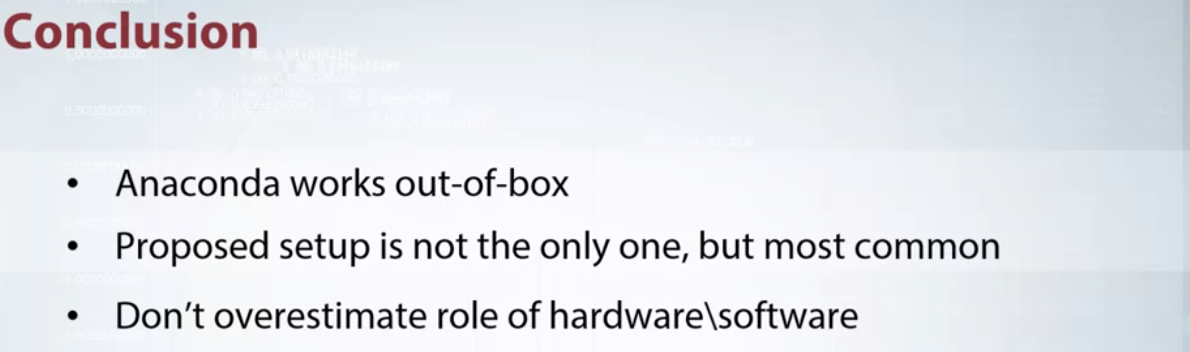 Conclusion
• Anaconda works out-of-box
• Proposed setup is not the only one, but most common
• Don't overestimate role of hardware\software